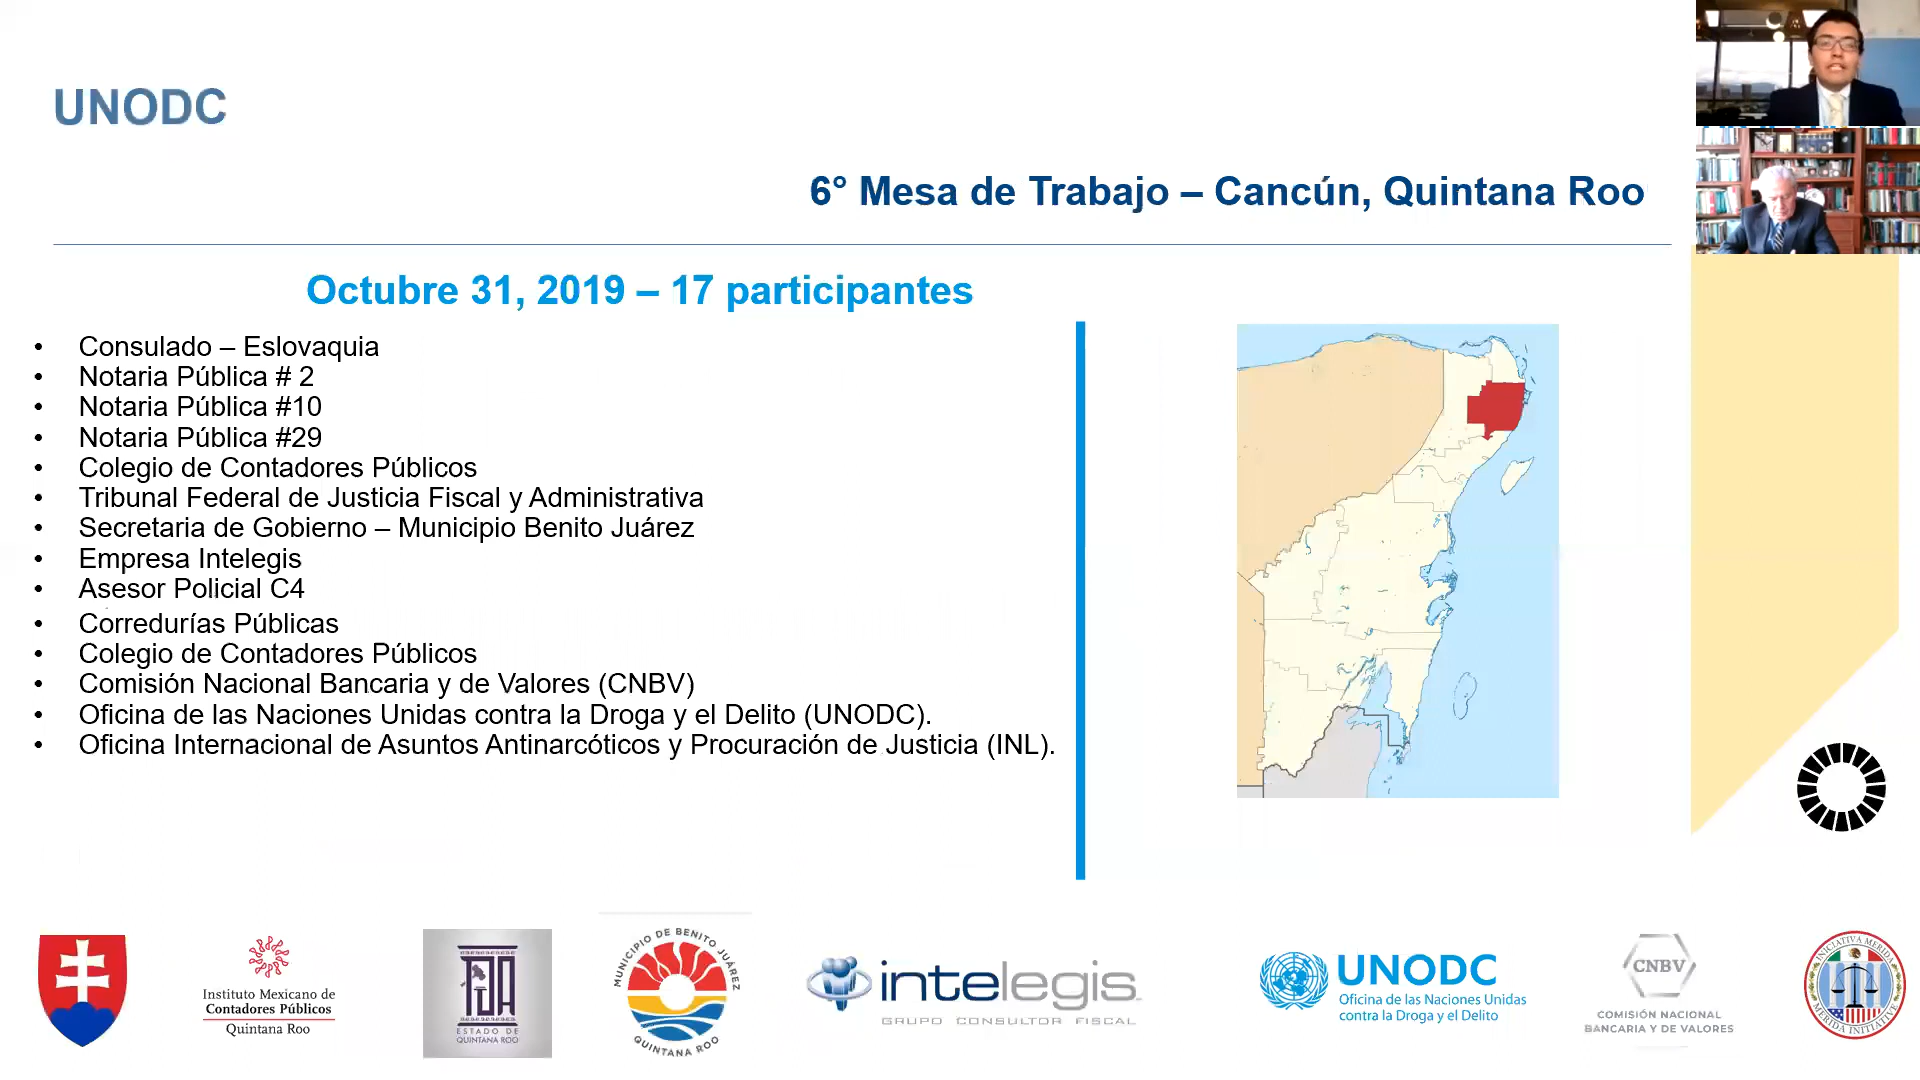 UNODC
6° Mesa de Trabajo – Cancún, Quintana Roo
Octubre 31, 2019 – 17 participantes
• Consulado – Eslovaquia
• Notaria Pública # 2
• Notaria Pública #10
• Notaria Pública #29
• Colegio de Contadores Públicos
• Tribunal Federal de Justicia Fiscal y Administrativa
• Secretaria de Gobierno – Municipio Benito Juárez
• Empresa Intelegis
• Asesor Policial C4
• Corredurías Públicas
• Colegio de Contadores Públicos
• Comisión Nacional Bancaria y de Valores (CNBV)
• Oficina de las Naciones Unidas contra la Droga y el Delito (UNODC).
• Oficina Internacional de Asuntos Antinarcóticos y Procuración de Justicia (INL).
Instituto Mexicano de
Contadores Públicos
Quintana Roo
TJA
ESTADO DE
QUINTANA ROO
MUNICIPIO DE BENITO JUÁREZ
QUINTANA ROO
intelegis
GRUPO CONSULTOR FISCAL
UNODC
Oficina de las Naciones Unidas
contra la Droga y el Delito
CNBV
COMISIÓN NACIONAL
BANCARIA Y DE VALORES
INICIATIVA MERIDA
MERIDA INITIATIVE